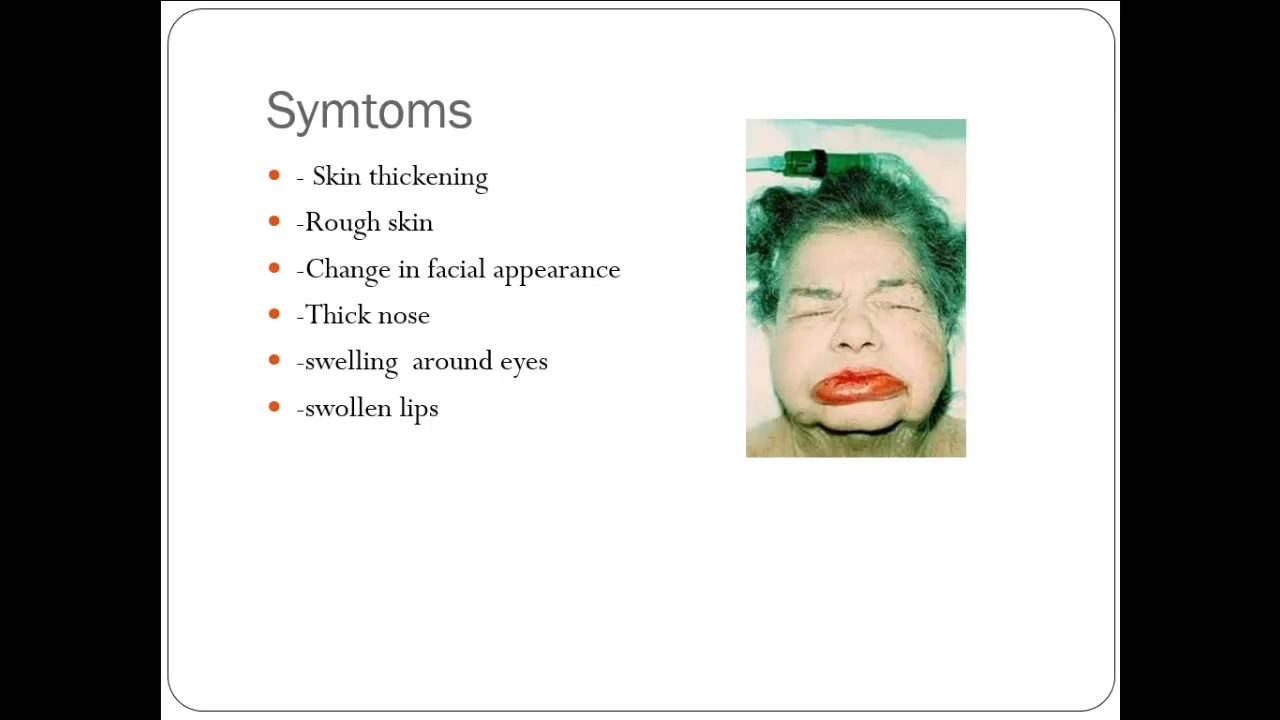 Symtoms
- Skin thickening
-Rough skin
-Change in facial appearance
-Thick nose
-swelling  around eyes
-swollen lips